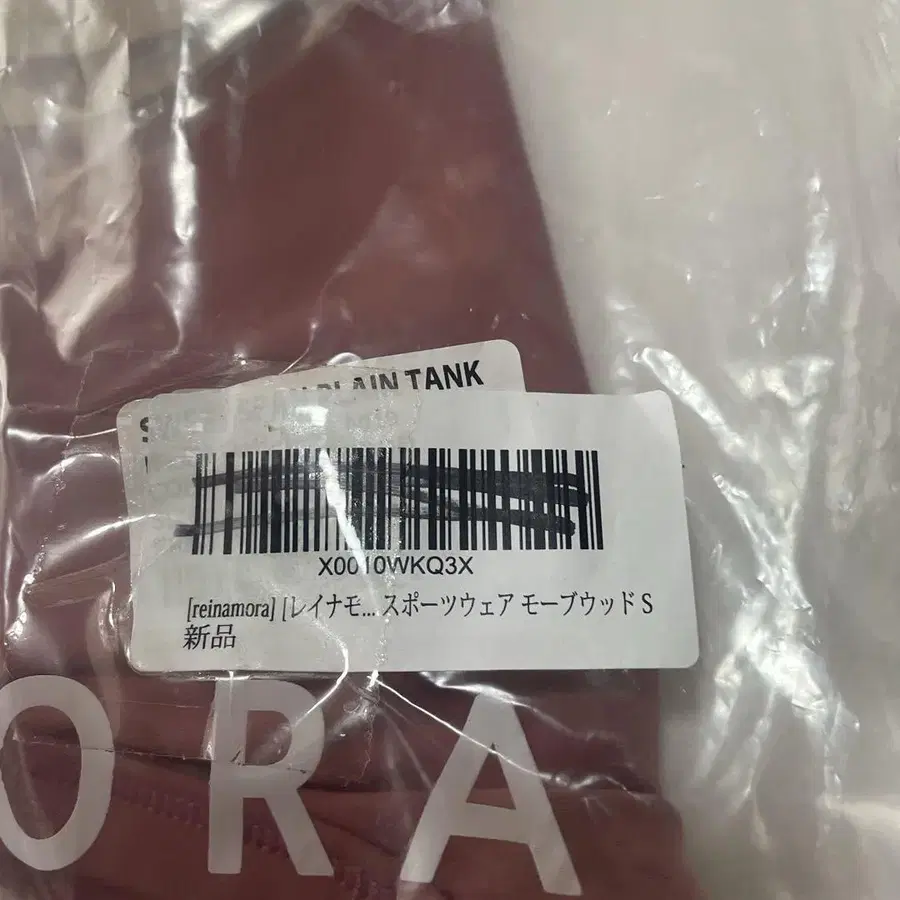 PLAIN TANK
X0010WKQ3X
[reinamora] [レイナモ... スポーツウェア モーブウッド S
新品
ORA